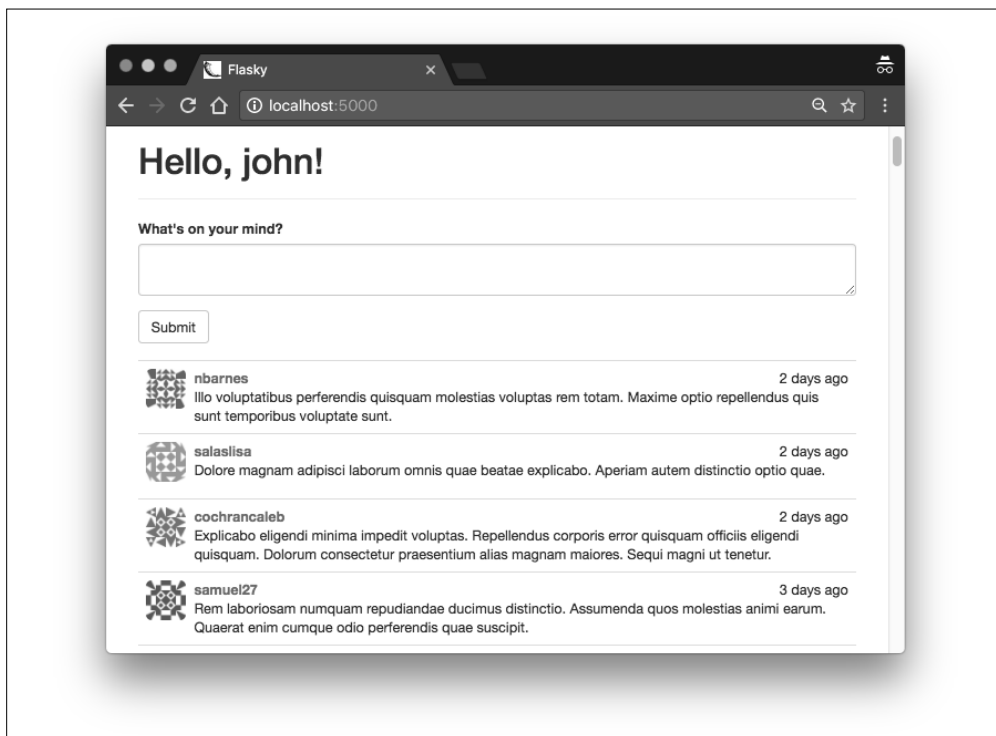 Flasky
localhost:5000
Hello, john!
What's on your mind?
Submit
nbarnes 2 days ago
Illo voluptatibus perferendis quisquam molestias voluptas rem totam. Maxime optio repellendus quis
sunt temporibus voluptate sunt.
salaslisa 2 days ago
Dolore magnam adipisci laborum omnis quae beatae explicabo. Aperiam autem distinctio optio quae.
cochrancaleb 2 days ago
Explicabo eligendi minima impedit voluptas. Repellendus corporis error quisquam officiis eligendi
quisquam. Dolorum consectetur praesentium alias magnam maiores. Sequi magni ut tenetur.
samuel27 3 days ago
Rem laboriosam numquam repudiandae ducimus distinctio. Assumenda quos molestias animi earum.
Quaerat enim cumque odio perferendis quae suscipit.